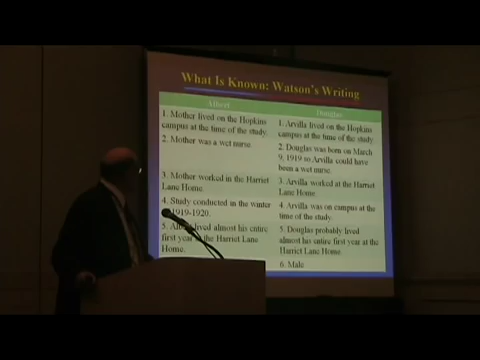 What Is Known: Watson's Writing
Albert
1. Mother lived on the Hopkins
campus at the time of the study.
2. Mother was a wet nurse.
3. Mother worked in the Harriet
Lane Home.
4. Study conducted in the winter
1919-1920.
5. Albert lived almost his entire
first year at the Harriet Lane
Home.
Douglas
1. Arvilla lived on the Hopkins
campus at the time of the study.
2. Douglas was born on March
9, 1919 so Arvilla could have
been a wet nurse.
3. Arvilla worked at the Harriet
Lane Home.
4. Arvilla was on campus at the
time of the study.
5. Douglas probably lived
almost his entire first year at the
Harriet Lane Home.
6. Male